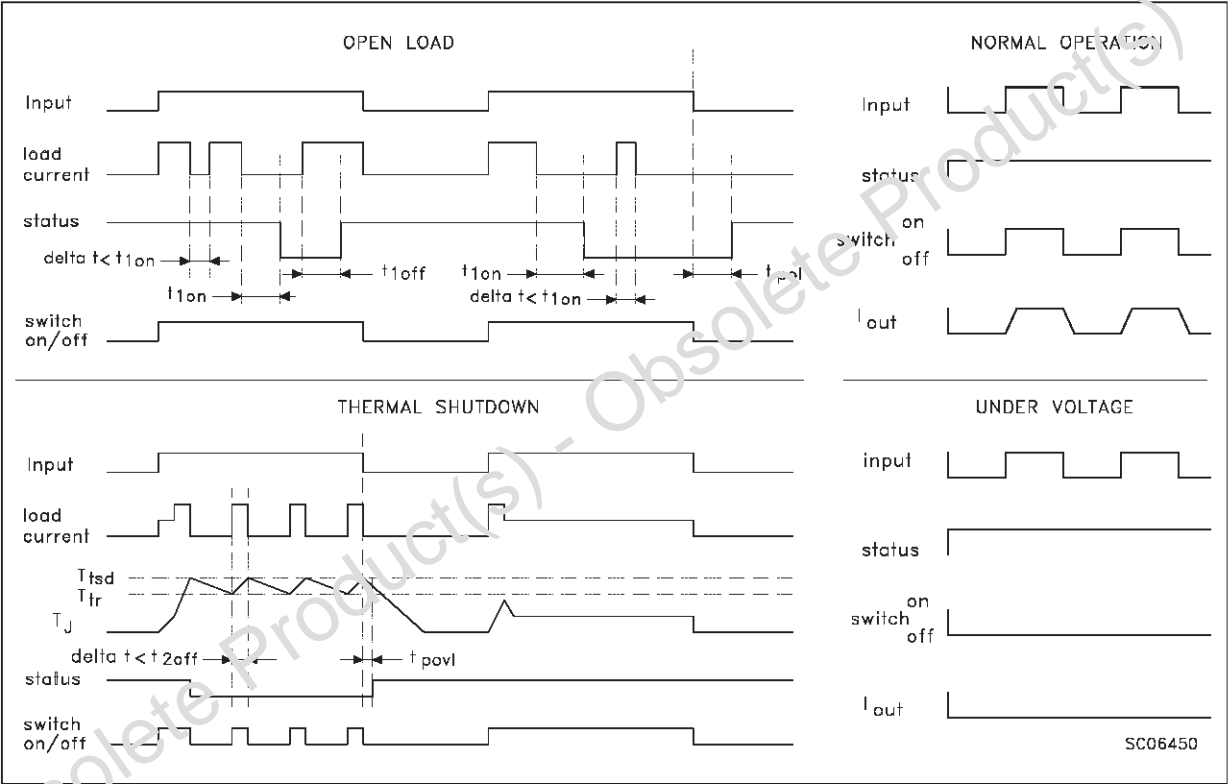 OPEN LOAD
Input
load
current
status
delta t< t1on
t1on
t1off
t1on
delta t< t1on
tpol
switch
on/off
NORMAL OPERATION
Input
status
switch on
off
Iout
THERMAL SHUTDOWN
Input
load
current
Ttsd
Ttr
TJ
delta t< t2off
tpovl
status
switch
on/off
UNDER VOLTAGE
input
status
switch on
off
Iout
SC06450
Obsolete Product(s) - Obsolete Product(s)